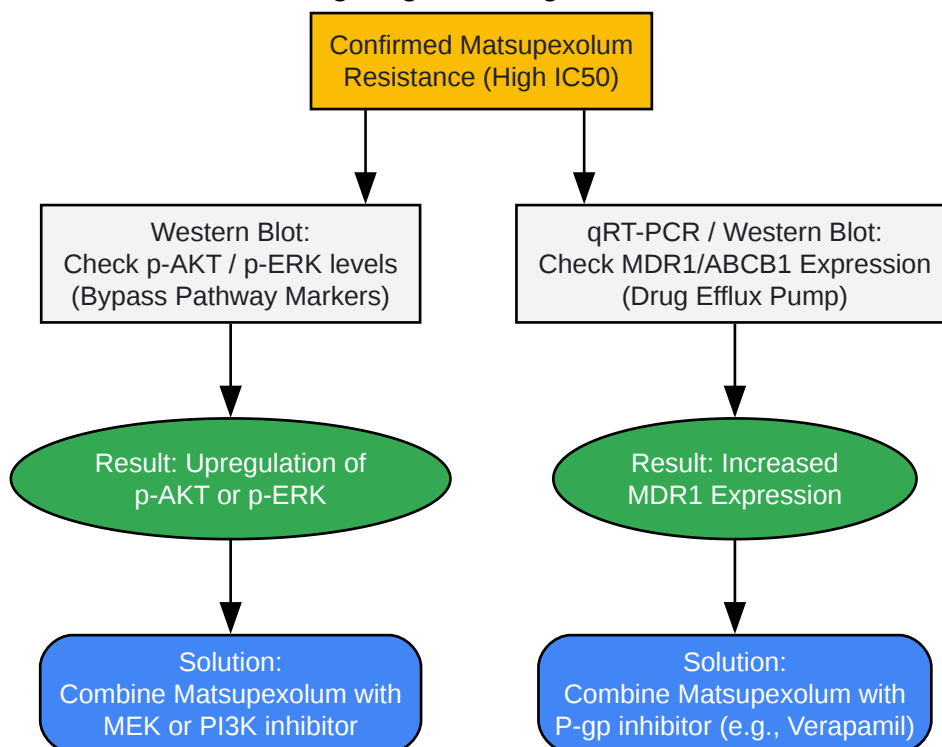 Confirmed Matsupexolum
Resistance (High IC50)
Western Blot:
Check p-AKT / p-ERK levels
(Bypass Pathway Markers)
qRT-PCR / Western Blot:
Check MDR1/ABCB1 Expression
(Drug Efflux Pump)
Result: Upregulation of
p-AKT or p-ERK
Result: Increased
MDR1 Expression
Solution:
Combine Matsupexolum with
MEK or PI3K inhibitor
Solution:
Combine Matsupexolum with
P-gp inhibitor (e.g., Verapamil)